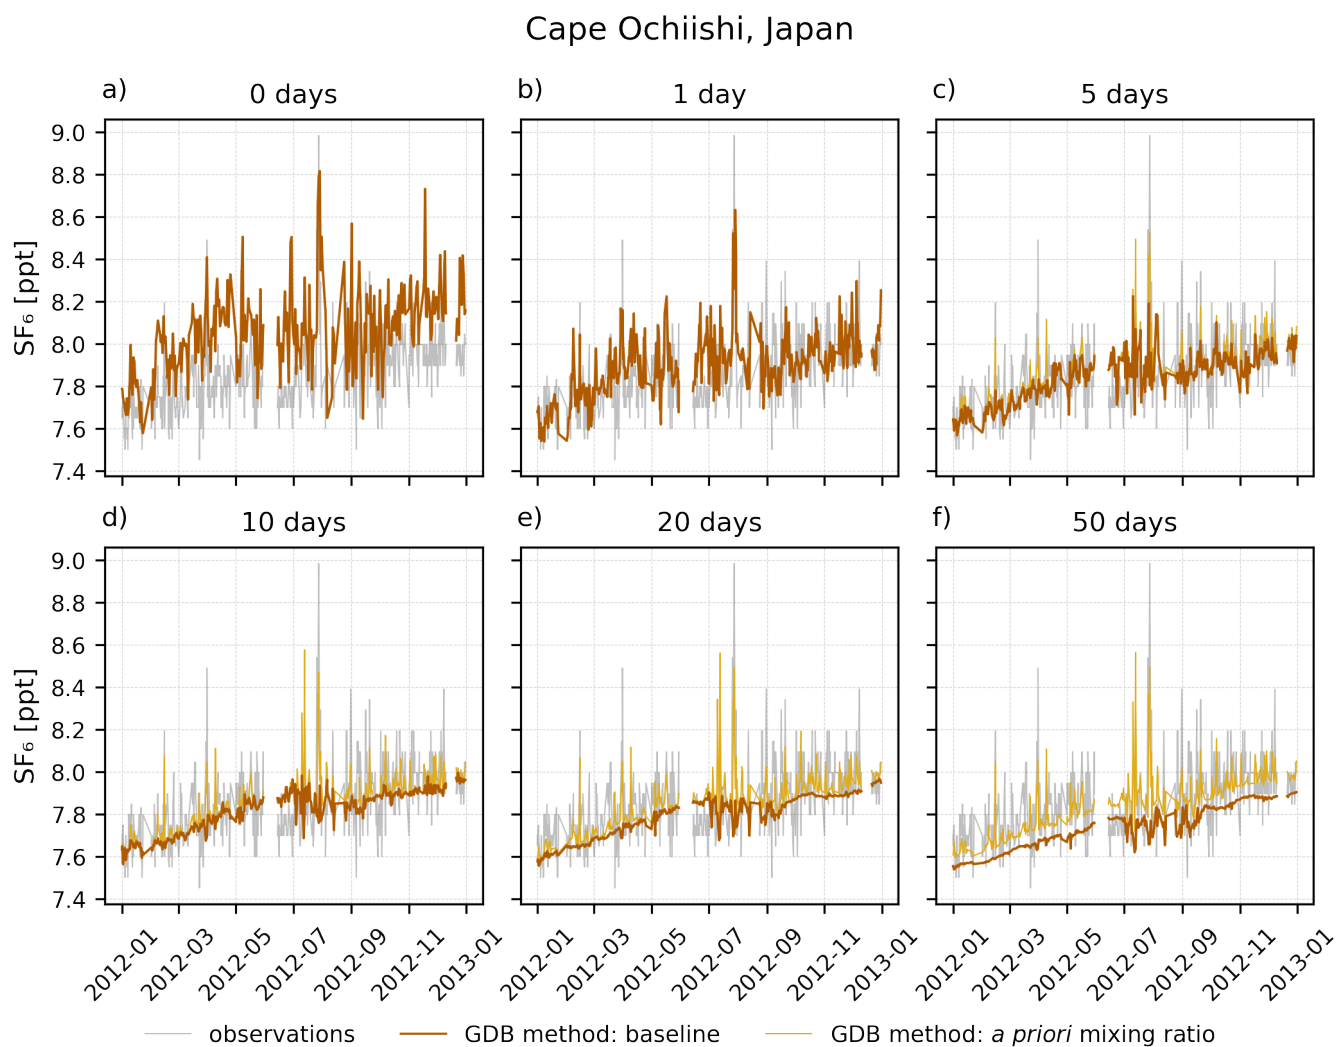 Cape Ochiishi, Japan
a) 0 days
b) 1 day
c) 5 days
SF₆ [ppt]
9.0
8.8
8.6
8.4
8.2
8.0
7.8
7.6
7.4
d) 10 days
e) 20 days
f) 50 days
SF₆ [ppt]
9.0
8.8
8.6
8.4
8.2
8.0
7.8
7.6
7.4
2012-01 2012-03 2012-05 2012-07 2012-09 2012-11 2013-01
2012-01 2012-03 2012-05 2012-07 2012-09 2012-11 2013-01
2012-01 2012-03 2012-05 2012-07 2012-09 2012-11 2013-01
observations GDB method: baseline GDB method: a priori mixing ratio